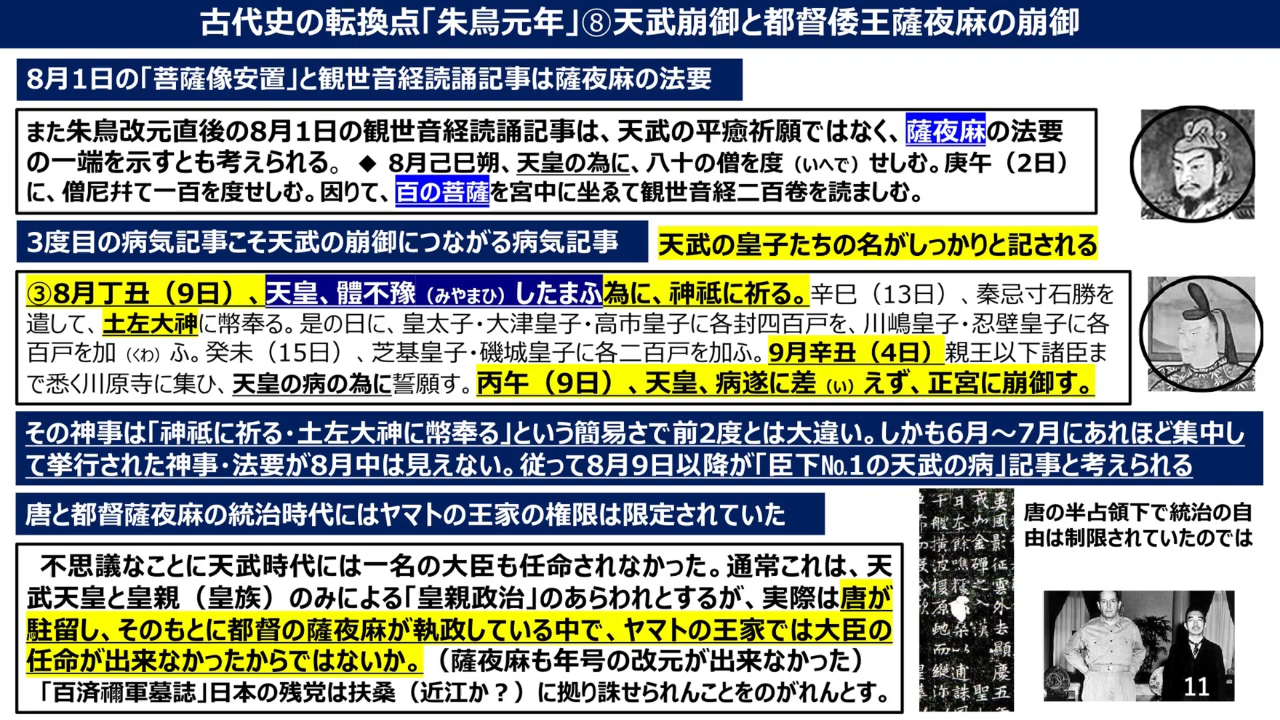 古代史の転換点「朱鳥元年」⑧天武崩御と都督倭王薩夜麻の崩御
8月1日の「菩薩像安置」と観世音経読誦記事は薩夜麻の法要
また朱鳥改元直後の8月1日の観世音経読誦記事は、天武の平癒祈願ではなく、薩夜麻の法要
の一端を示すとも考えられる。 ◆ 8月己巳朔、天皇の為に、八十の僧を度（いへで）せしむ。庚午（2日）
に、僧尼幷て一百を度せしむ。因りて、百の菩薩を宮中に坐ゑて観世音経二百巻を読ましむ。
3度目の病気記事こそ天武の崩御につながる病気記事
天武の皇子たちの名がしっかりと記される
③8月丁丑（9日）、天皇、體不豫（みやまひ）したまふ為に、神祇に祈る。辛巳（13日）、秦忌寸石勝を
遣して、土左大神に幣奉る。是の日に、皇太子・大津皇子・高市皇子に各封四百戸を、川嶋皇子・忍壁皇子に各
百戸を加（くわ）ふ。癸未（15日）、芝基皇子・磯城皇子に各二百戸を加ふ。9月辛丑（4日）親王以下諸臣ま
で悉く川原寺に集ひ、天皇の病の為に誓願す。丙午（9日）、天皇、病遂に差（い）えず、正宮に崩御す。
その神事は「神祇に祈る・土左大神に幣奉る」という簡易さで前2度とは大違い。しかも6月～7月にあれほど集中し
て挙行された神事・法要が8月中は見えない。従って8月9日以降が「臣下№1の天武の病」記事と考えられる
唐と都督薩夜麻の統治時代にはヤマトの王家の権限は限定されていた
不思議なことに天武時代には一名の大臣も任命されなかった。通常これは、天
武天皇と皇親（皇族）のみによる「皇親政治」のあらわれとするが、実際は唐が
駐留し、そのもとに都督の薩夜麻が執政している中で、ヤマトの王家では大臣の
任命が出来なかったからではないか。（薩夜麻も年号の改元が出来なかった）
「百済禰軍墓誌」日本の残党は扶桑（近江か？）に拠り誅せられんことをのがれんとす。
唐の半占領下で統治の自
由は制限されていたのでは
11